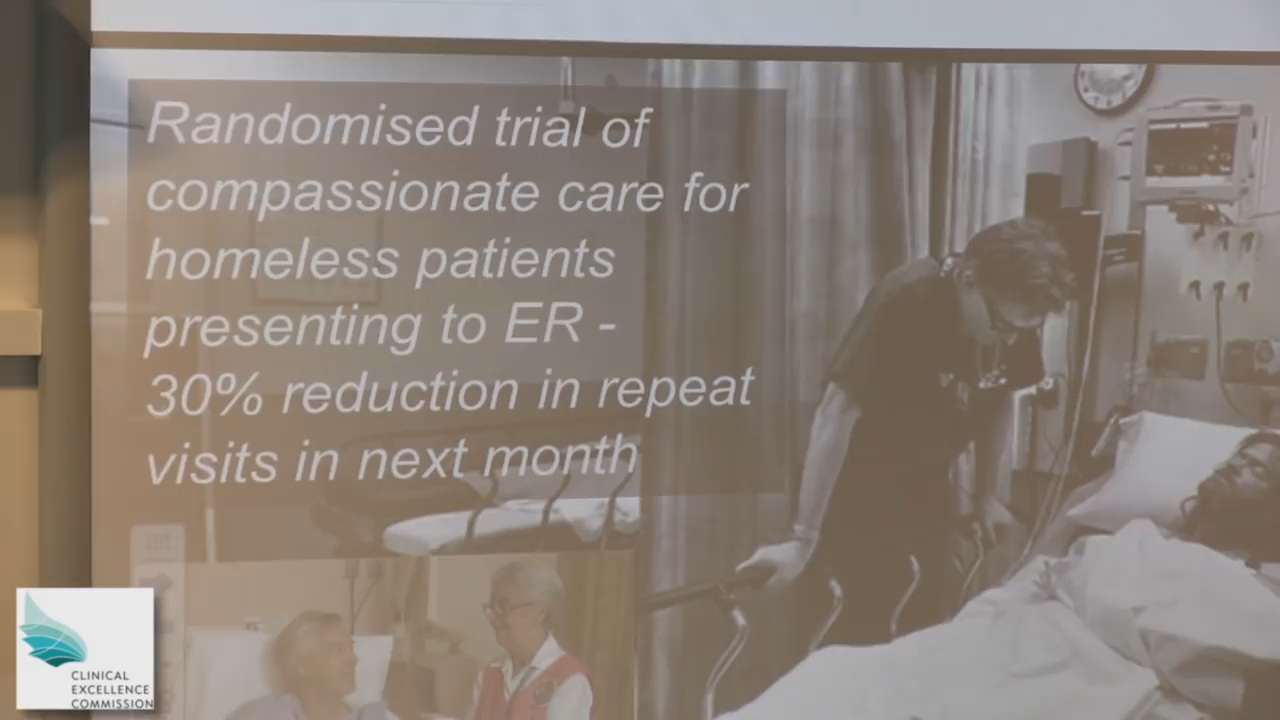 Randomised trial of
compassionate care for
homeless patients
presenting to ER -
30% reduction in repeat
visits in next month
CLINICAL
EXCELLENCE
COMMISSION